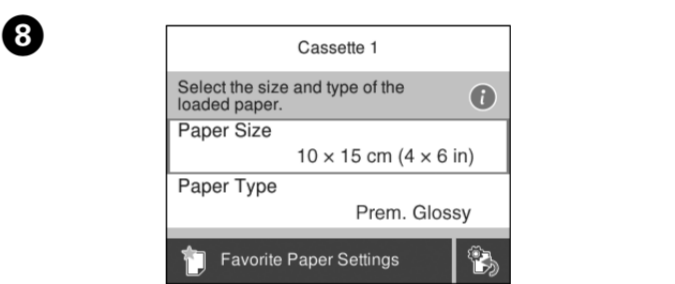 8
Cassette 1
Select the size and type of the
loaded paper.
i
Paper Size
10 × 15 cm (4 × 6 in)
Paper Type
Prem. Glossy
Favorite Paper Settings